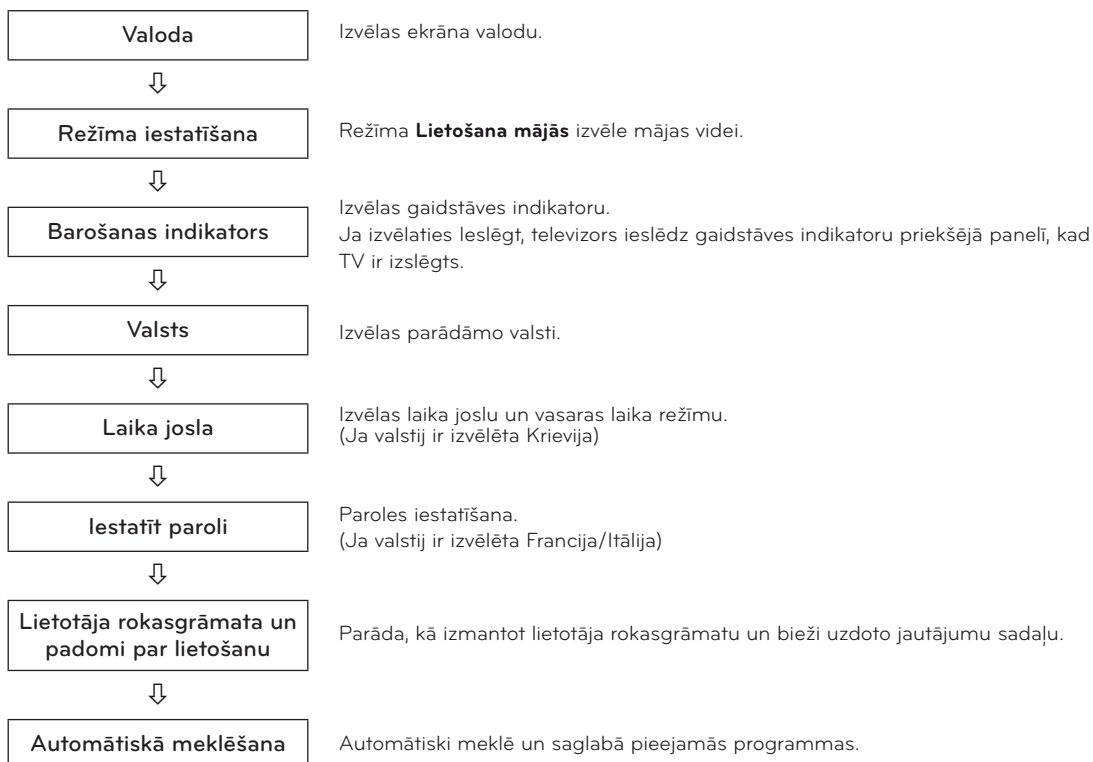 Valoda
Izvēlas ekrāna valodu.
Režīma iestatīšana
Režīma Lietošana mājās izvēle mājas videi.
Barošanas indikators
Izvēlas gaidstāves indikatoru.
Ja izvēlaties Ieslēgt, televizors ieslēdz gaidstāves indikatoru priekšējā panelī, kad
TV ir izslēgts.
Valsts
Izvēlas parādāmo valsti.
Laika josla
Izvēlas laika joslu un vasaras laika režīmu.
(Ja valstij ir izvēlēta Krievija)
Iestatīt paroli
Paroles iestatīšana.
(Ja valstij ir izvēlēta Francija/Itālija)
Lietotāja rokasgrāmata un
padomi par lietošanu
Parāda, kā izmantot lietotāja rokasgrāmatu un bieži uzdoto jautājumu sadaļu.
Automātiskā meklēšana
Automātiski meklē un saglabā pieejamās programmas.